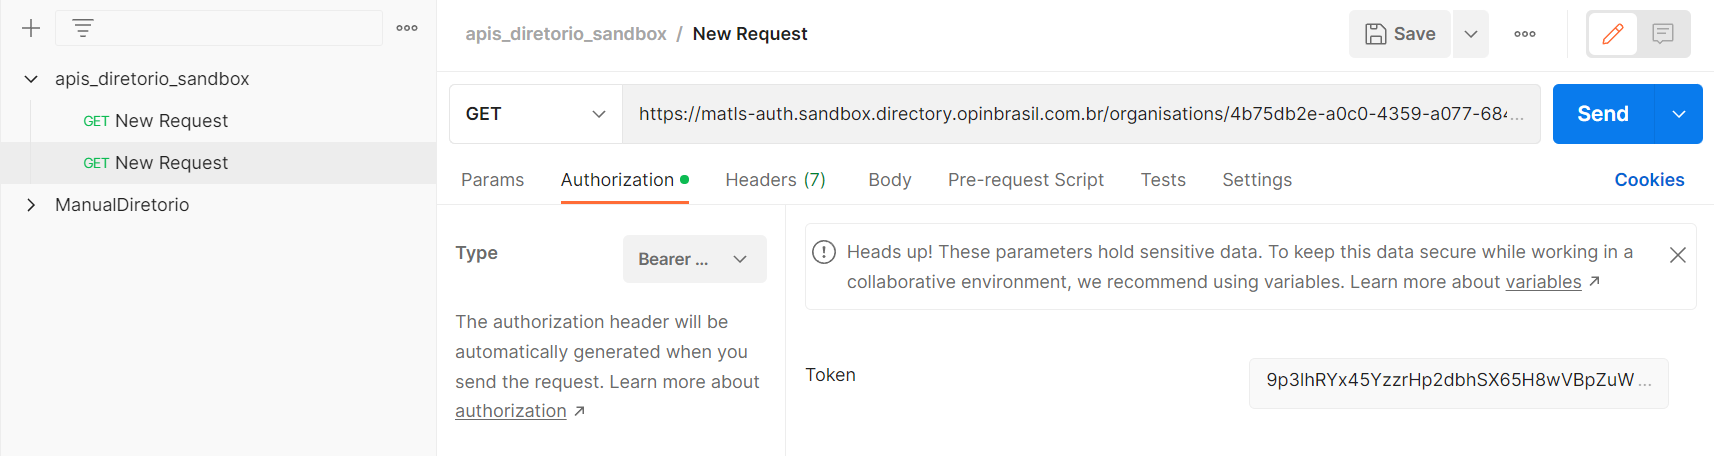 apis_diretorio_sandbox
GET New Request
GET New Request
ManualDiretorio
apis_diretorio_sandbox / New Request
Save
GET
https://matls-auth.sandbox.directory.opinbrasil.com.br/organisations/4b75db2e-a0c0-4359-a077-684...
Send
Params
Authorization
Headers (7)
Body
Pre-request Script
Tests
Settings
Cookies
Type
Bearer ...
The authorization header will be
automatically generated when you
send the request. Learn more about
authorization ↗
Heads up! These parameters hold sensitive data. To keep this data secure while working in a
collaborative environment, we recommend using variables. Learn more about variables ↗
Token
9p3lhRYx45YzzrHp2dbhSX65H8wVBpZuW ...